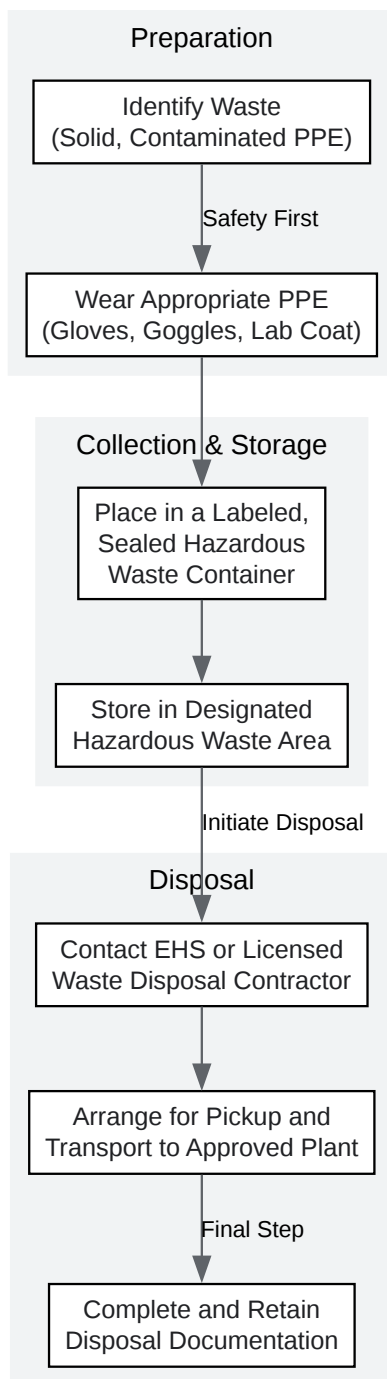 Preparation
Identify Waste
(Solid, Contaminated PPE)
Safety First
Wear Appropriate PPE
(Gloves, Goggles, Lab Coat)
Collection & Storage
Place in a Labeled,
Sealed Hazardous
Waste Container
Store in Designated
Hazardous Waste Area
Initiate Disposal
Disposal
Contact EHS or Licensed
Waste Disposal Contractor
Arrange for Pickup and
Transport to Approved Plant
Final Step
Complete and Retain
Disposal Documentation